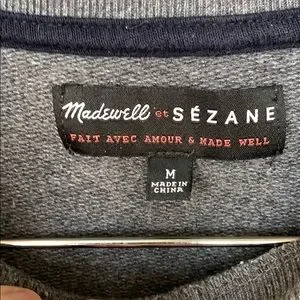 Madewell et SÉZANE
FAIT AVEC AMOUR & MADE WELL
M
MADE IN
CHINA